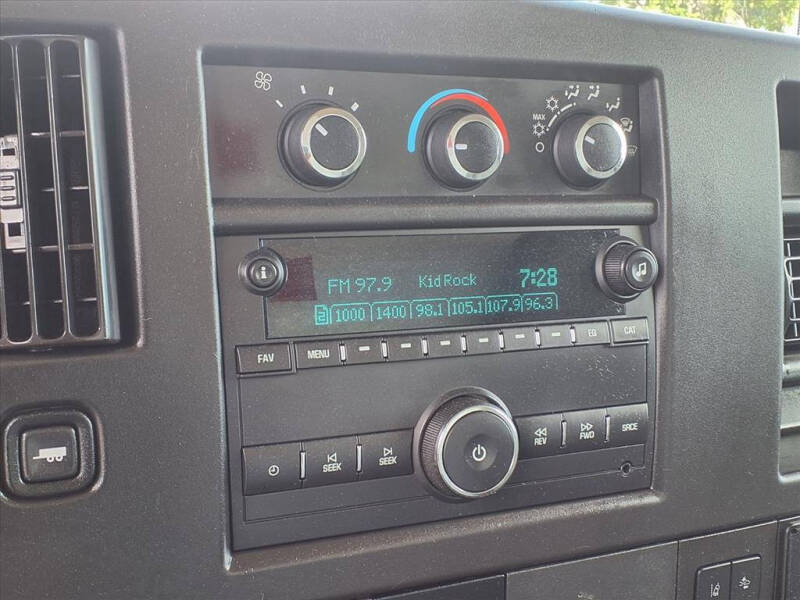 MAX
FM 97.9 Kid Rock 7:28
2 1000 1400 98.1 105.1 107.9 96.3
FAV MENU EQ CAT
SEEK SEEK REV FWD SRCE